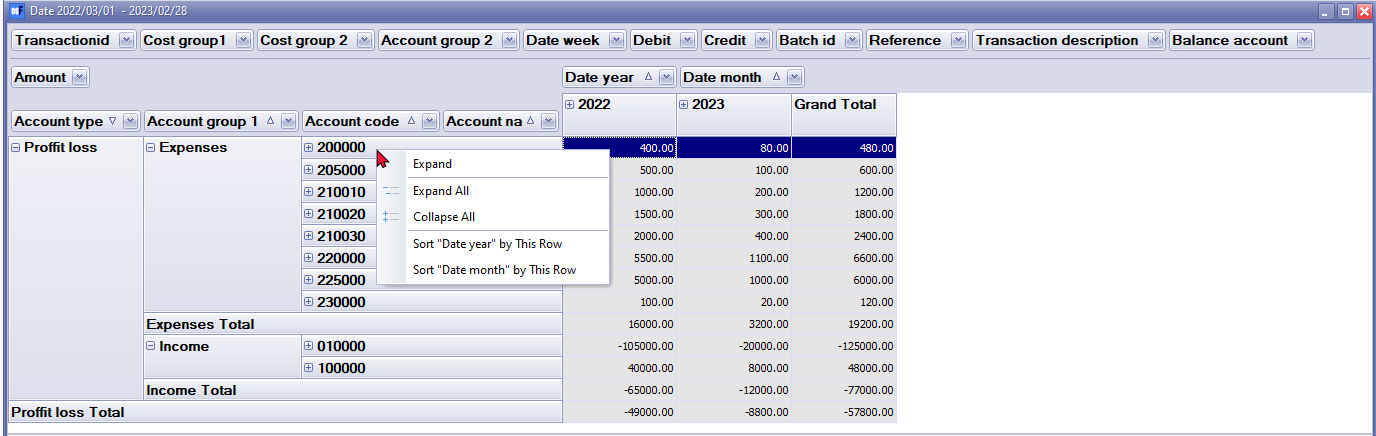 Date 2022/03/01 - 2023/02/28
Transactionid Cost group1 Cost group 2 Account group 2 Date week Debit Credit Batch id Reference Transaction description Balance account
Amount Date year Date month
2022 2023 Grand Total
Account type Account group 1 Account code Account na
Proffit loss Expenses 200000 400.00 80.00 480.00
Expand
205000 500.00 100.00 600.00
210010 Expand All 1000.00 200.00 1200.00
210020 Collapse All 1500.00 300.00 1800.00
210030 2000.00 400.00 2400.00
Sort "Date year" by This Row
220000 5500.00 1100.00 6600.00
Sort "Date month" by This Row
225000 5000.00 1000.00 6000.00
230000 100.00 20.00 120.00
Expenses Total 16000.00 3200.00 19200.00
Income 010000 -105000.00 -20000.00 -125000.00
100000 40000.00 8000.00 48000.00
Income Total -65000.00 -12000.00 -77000.00
Proffit loss Total -49000.00 -8800.00 -57800.00